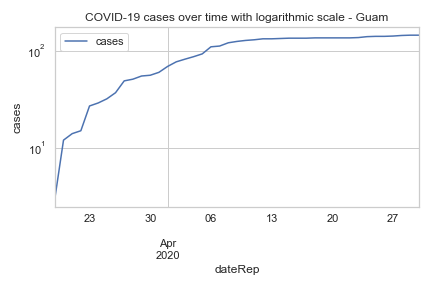 COVID-19 cases over time with logarithmic scale - Guam
cases
10²
10¹
cases
23
30
06
13
20
27
Apr
2020
dateRep